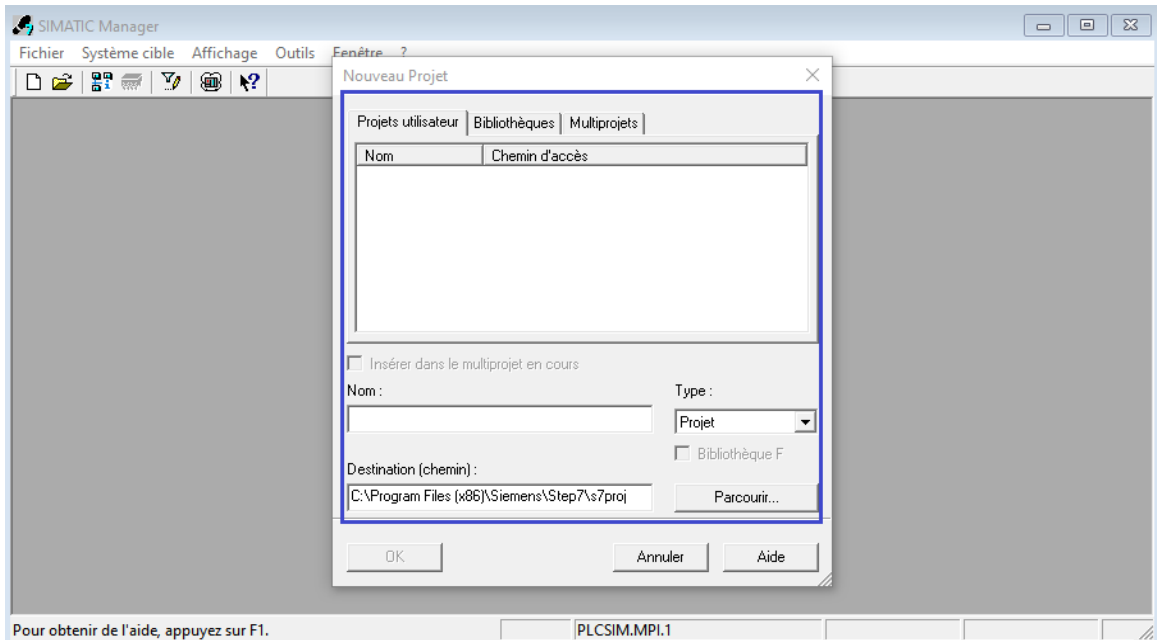 SIMATIC Manager
Fichier Système cible Affichage Outils Fenêtre ?
Nouveau Projet
Projets utilisateur Bibliothèques Multiprojets
Nom Chemin d'accès
Insérer dans le multiprojet en cours
Nom : Type :
Projet
Bibliothèque F
Destination (chemin) :
C:\Program Files (x86)\Siemens\Step7\s7proj Parcourir...
OK Annuler Aide
Pour obtenir de l'aide, appuyez sur F1. PLCSIM.MPI.1